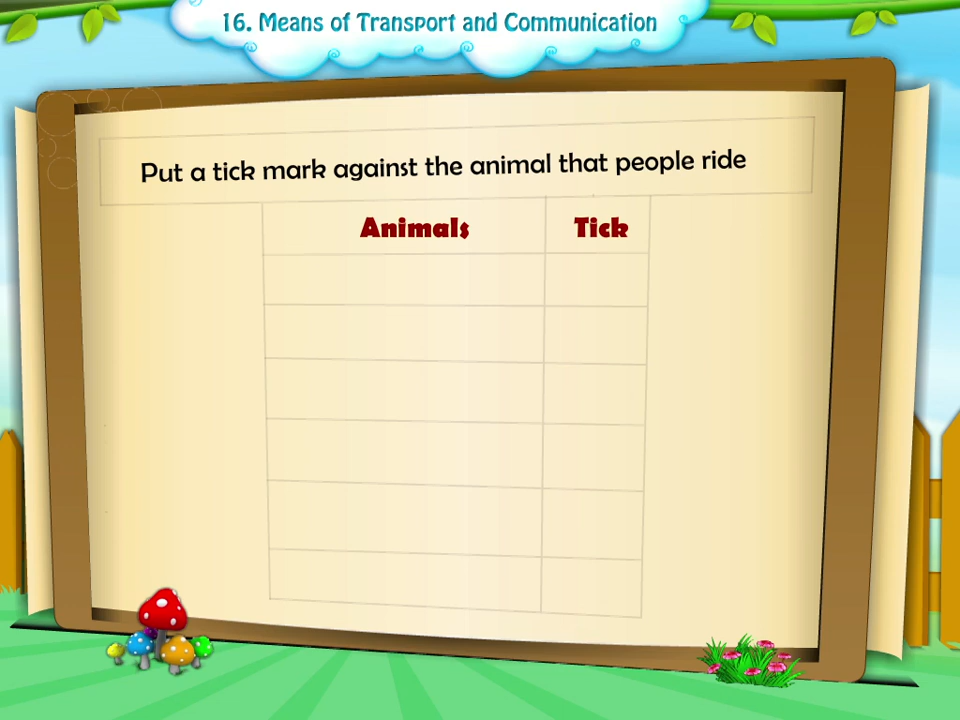 16. Means of Transport and Communication
Put a tick mark against the animal that people ride
Animals Tick